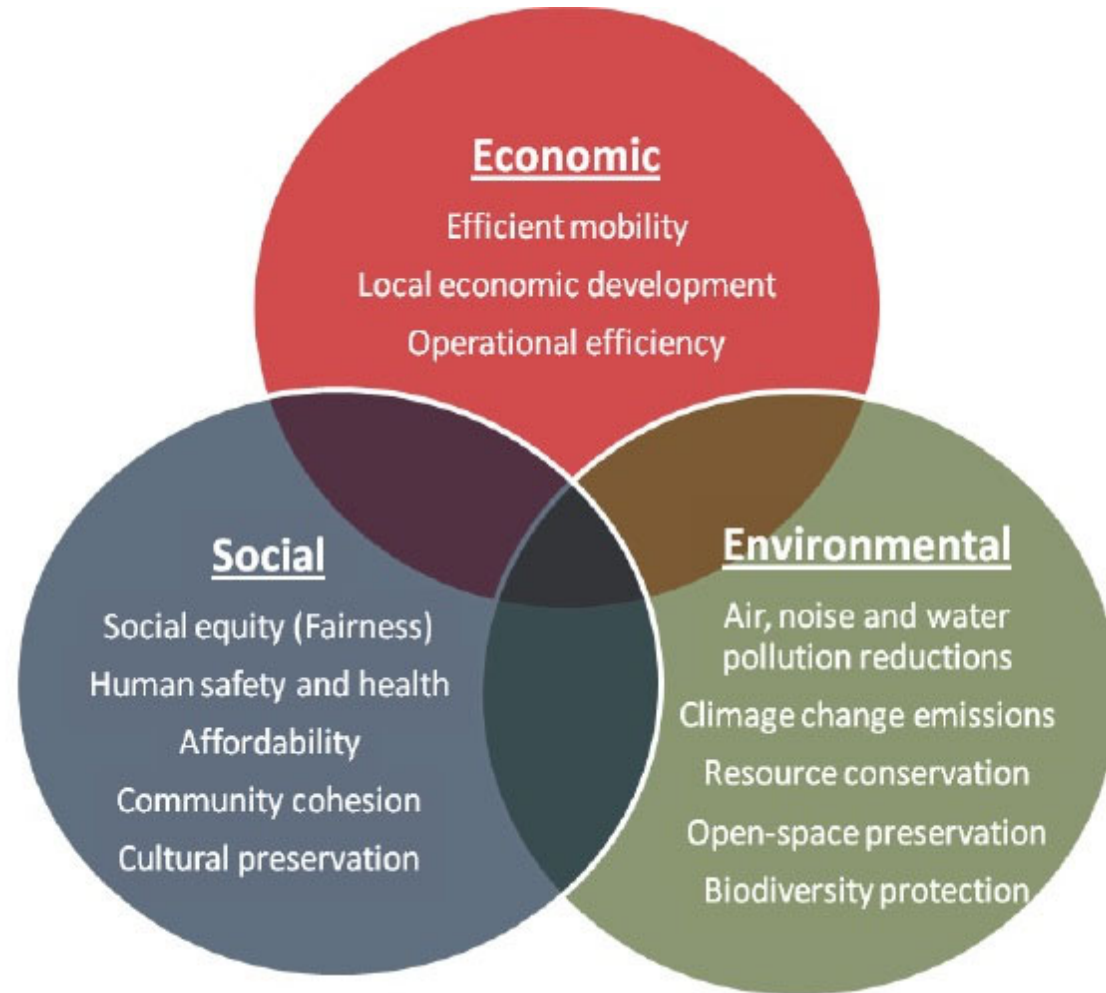 Economic
Efficient mobility
Local economic development
Operational efficiency
Social
Social equity (Fairness)
Human safety and health
Affordability
Community cohesion
Cultural preservation
Environmental
Air, noise and water
pollution reductions
Climage change emissions
Resource conservation
Open-space preservation
Biodiversity protection